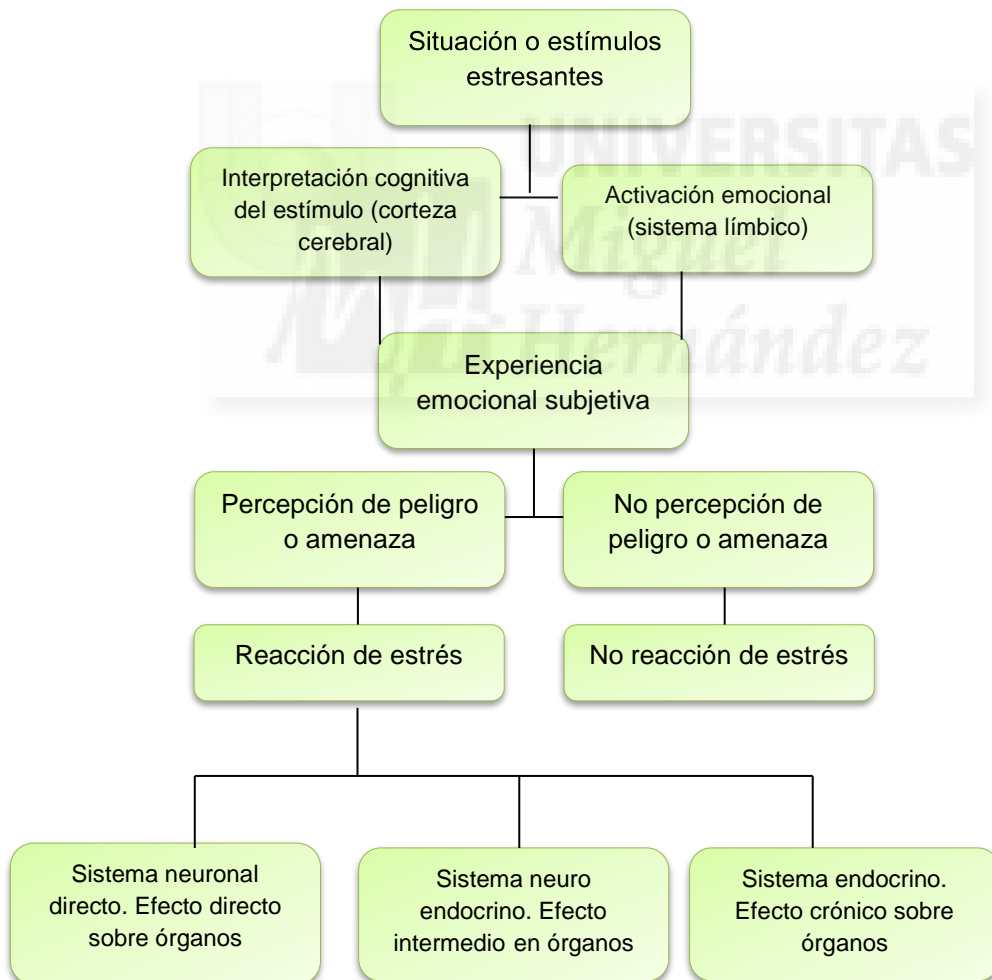 Situación o estímulos
estresantes
UNIVERSITAS
Miguel
Hernández
Interpretación cognitiva
del estímulo (corteza
cerebral)
Activación emocional
(sistema límbico)
Experiencia
emocional subjetiva
Percepción de peligro
o amenaza
No percepción de
peligro o amenaza
Reacción de estrés
No reacción de estrés
Sistema neuronal
directo. Efecto directo
sobre órganos
Sistema neuro
endocrino. Efecto
intermedio en órganos
Sistema endocrino.
Efecto crónico sobre
órganos